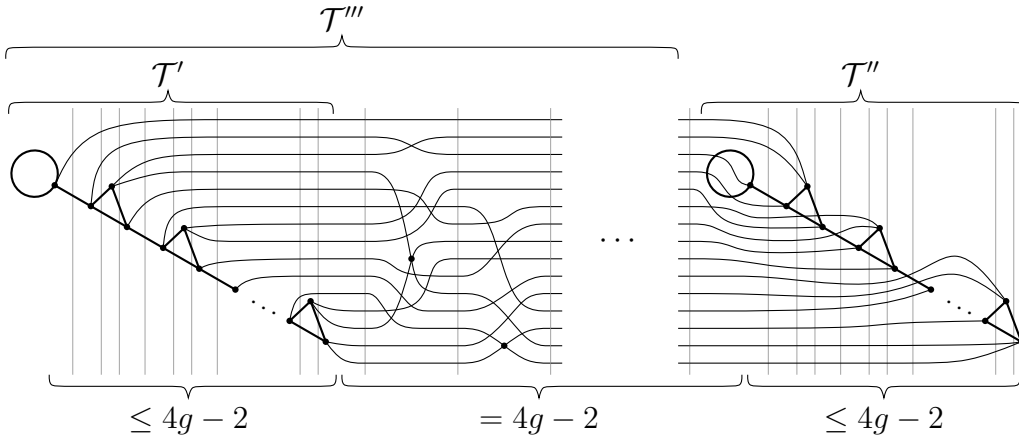 𝒯‴
𝒯′ 𝒯″
...
≤ 4g − 2 = 4g − 2 ≤ 4g − 2